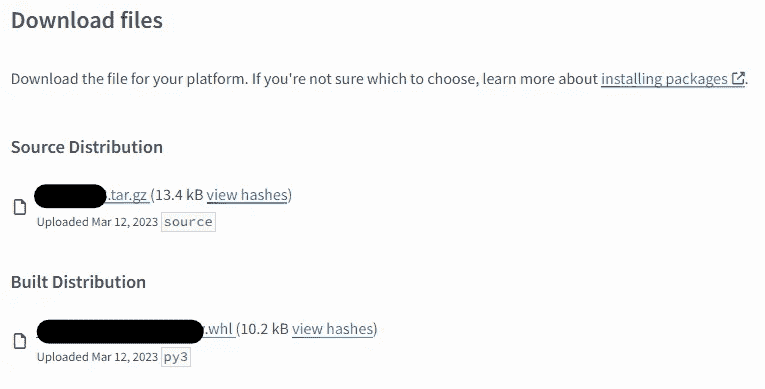 Download files
Download the file for your platform. If you're not sure which to choose, learn more about installing packages.
Source Distribution
.tar.gz (13.4 kB view hashes)
Uploaded Mar 12, 2023 source
Built Distribution
.whl (10.2 kB view hashes)
Uploaded Mar 12, 2023 py3